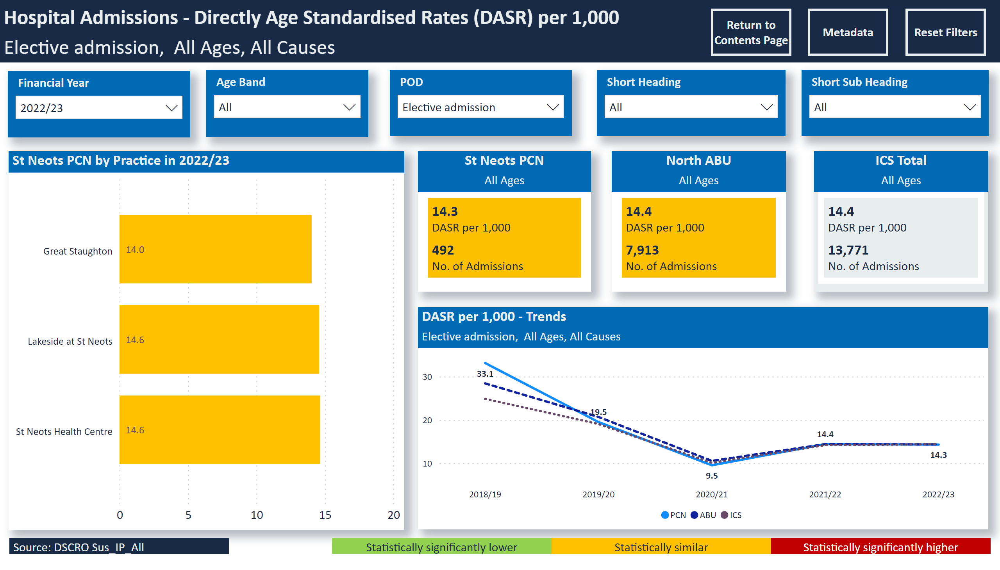 Hospital Admissions - Directly Age Standardised Rates (DASR) per 1,000
Elective admission,  All Ages, All Causes
Return to
Contents Page
Metadata
Reset Filters
Financial Year
2022/23
Age Band
All
POD
Elective admission
Short Heading
All
Short Sub Heading
All
St Neots PCN by Practice in 2022/23
Great Staughton
14.0
Lakeside at St Neots
14.6
St Neots Health Centre
14.6
0 5 10 15 20
St Neots PCN
All Ages
14.3
DASR per 1,000
492
No. of Admissions
North ABU
All Ages
14.4
DASR per 1,000
7,913
No. of Admissions
ICS Total
All Ages
14.4
DASR per 1,000
13,771
No. of Admissions
DASR per 1,000 - Trends
Elective admission,  All Ages, All Causes
30
20
10
33.1
19.5
9.5
14.4
14.3
2018/19 2019/20 2020/21 2021/22 2022/23
PCN ABU ICS
Source: DSCRO Sus_IP_All
Statistically significantly lower
Statistically similar
Statistically significantly higher